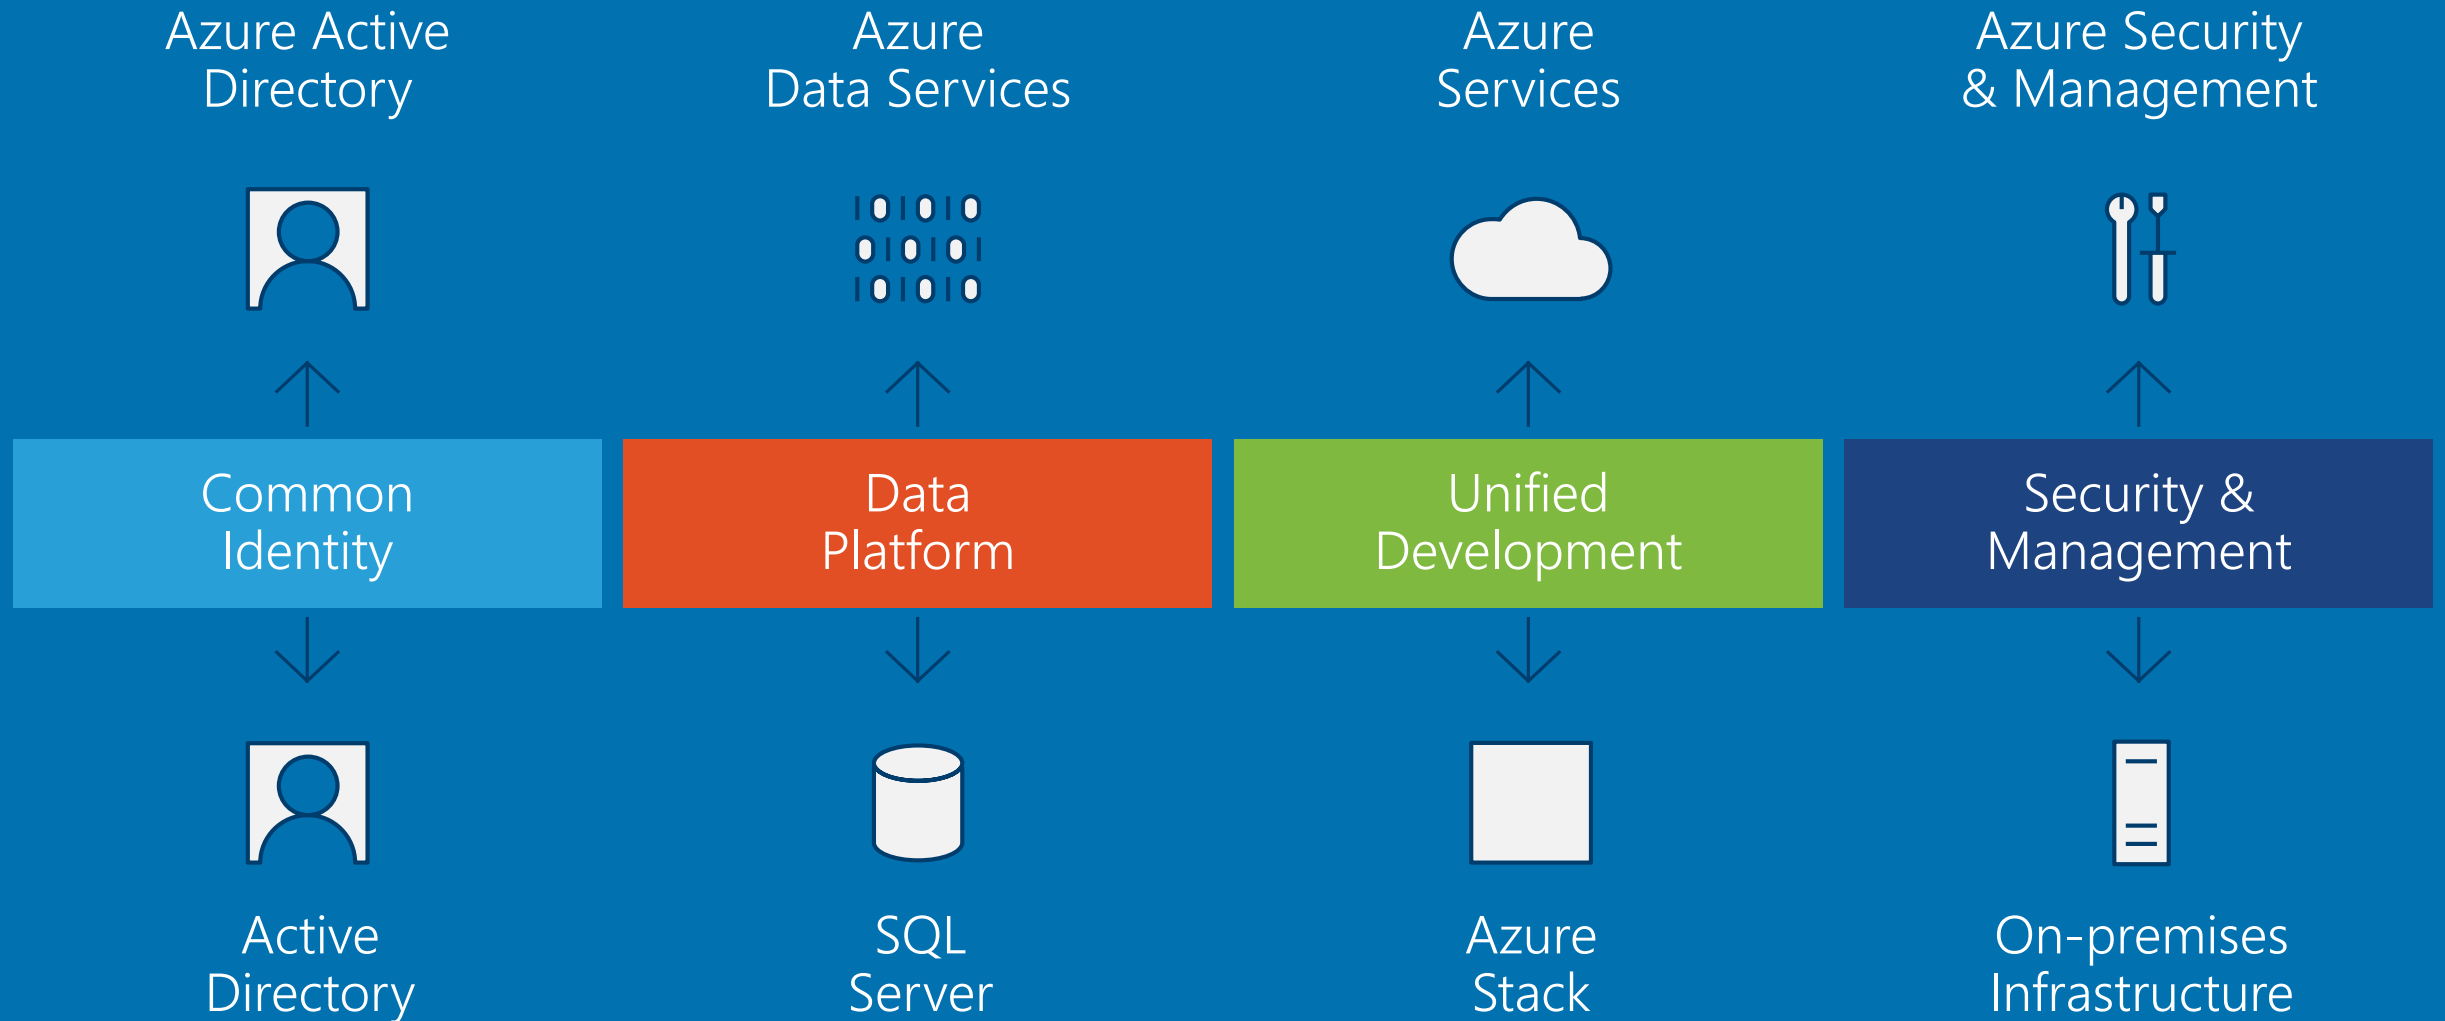 Azure Active
Directory
Azure
Data Services
Azure
Services
Azure Security
& Management
Common
Identity
Data
Platform
Unified
Development
Security &
Management
Active
Directory
SQL
Server
Azure
Stack
On-premises
Infrastructure